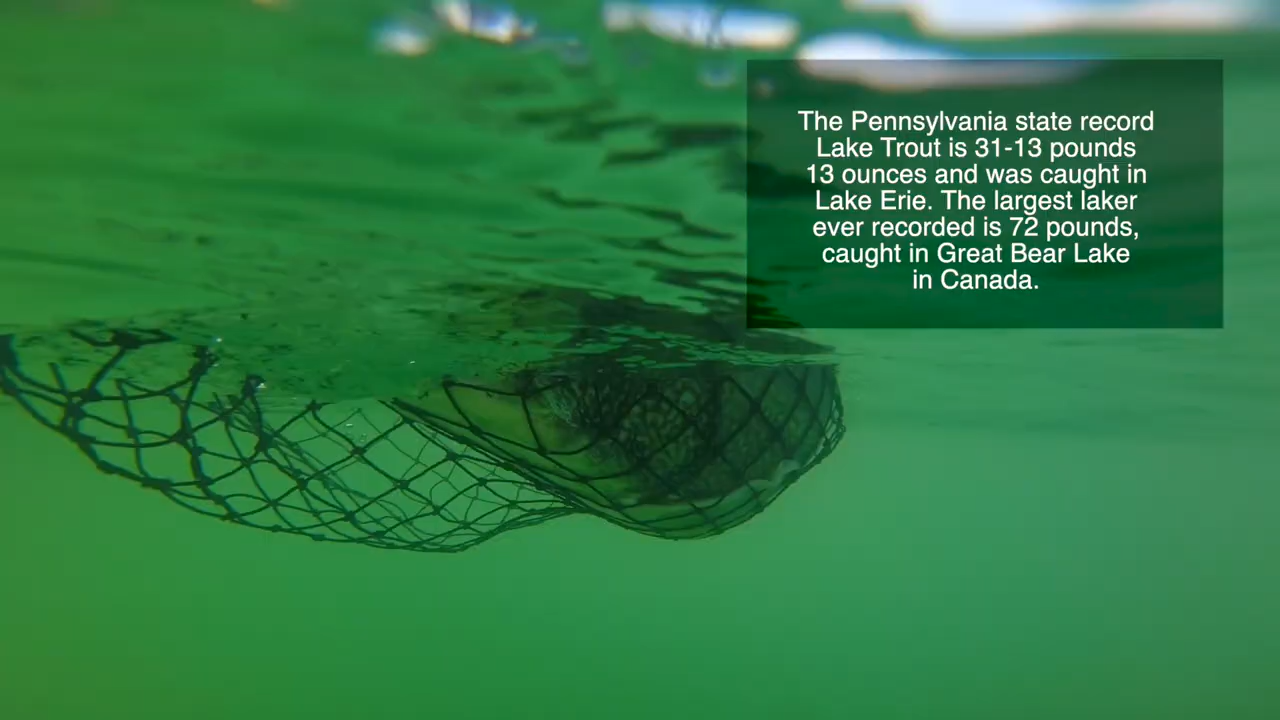 The Pennsylvania state record
Lake Trout is 31-13 pounds
13 ounces and was caught in
Lake Erie. The largest laker
ever recorded is 72 pounds,
caught in Great Bear Lake
in Canada.